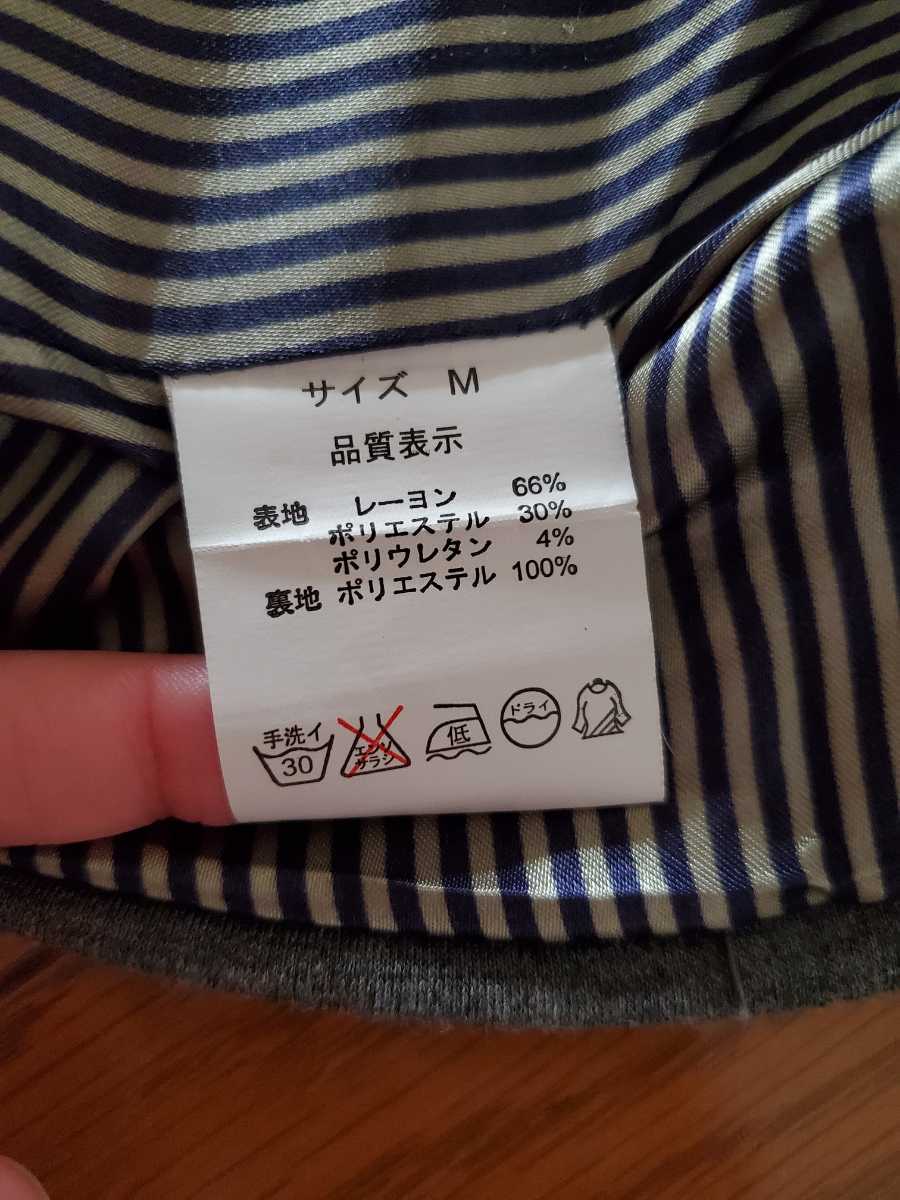 サイズ M
品質表示
表地 レーヨン 66%
ポリエステル 30%
ポリウレタン 4%
裏地 ポリエステル 100%
手洗イ 30
エンソ サラシ
低
ドライ